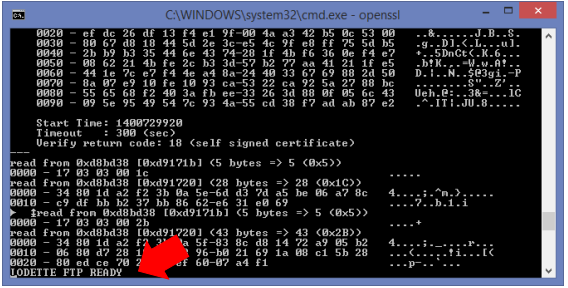 C:\WINDOWS\system32\cmd.exe - openssl
0020 - ef dc 26 df 13 f4 e1 9f-00 4a a3 42 b5 0c 53 00   ..&......J.B..S.
0030 - 80 67 d8 18 44 5d 2e 3c-e5 4c 9f e8 ff 75 5d b5   .g..D].<.L...u].
0040 - 2b b9 b3 35 44 6e 43 74-28 1f 4b f6 36 0e f4 e7   +..5DnCt(.K.6...
0050 - 08 62 21 4b fe 2c b3 3d-57 b2 77 aa 41 21 1f e5   .b!K.,.=W.w.A!..
0060 - 44 1e 7c e7 f4 4e a4 8a-24 40 33 67 69 88 2d 50   D.|..N..$@3gi.-P
0070 - 8a 07 e9 10 fe 10 93 ca-53 22 ca 92 5a 27 88 bc   ........S"..Z'..
0080 - 55 65 68 f2 40 3a fb ee-33 26 3d 88 0f 05 6c 43   Ueh.@:..3&=...lC
0090 - 09 5e 95 49 54 7c 93 4a-55 cd 38 f7 ad ab 87 e2   .^.IT|.JU.8.....
Start Time: 1400729920
Timeout   : 300 (sec)
Verify return code: 18 (self signed certificate)
---
read from 0xd8bd38 [0xd9171b] (5 bytes => 5 (0x5))
0000 - 17 03 03 00 1c   .....
read from 0xd8bd38 [0xd91720] (28 bytes => 28 (0x1C))
0000 - 34 80 1d a2 f2 3b 0a 5e-6d d3 7d a5 be 06 a7 8c   4....;.^m.}.....
0010 - c9 df bb b2 37 bb 86 62-e6 31 e0 69   ....7..b.1.i
read from 0xd8bd38 [0xd9171b] (5 bytes => 5 (0x5))
0000 - 17 03 03 00 2b   ....+
read from 0xd8bd38 [0xd91720] (43 bytes => 43 (0x2B))
0000 - 34 80 1d a2 f2 5f-83 8c d8 14 72 a9 05 b2   4....;._....r...
0010 - 06 80 d7 28 96-b0 21 69 1a 08 c1 5b 28   ...(.....!i...[(
0020 - 80 ed ce 70 ef 60-07 a4 f1   ...p...`...
IODETTE FTP READY